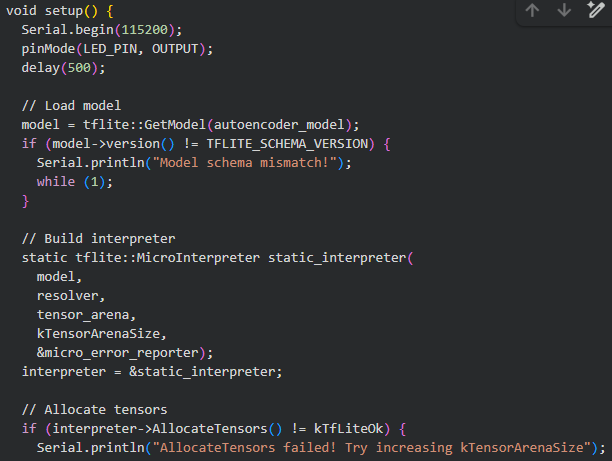 void setup() {
  Serial.begin(115200);
  pinMode(LED_PIN, OUTPUT);
  delay(500);

  // Load model
  model = tflite::GetModel(autoencoder_model);
  if (model->version() != TFLITE_SCHEMA_VERSION) {
    Serial.println("Model schema mismatch!");
    while (1);
  }

  // Build interpreter
  static tflite::MicroInterpreter static_interpreter(
    model,
    resolver,
    tensor_arena,
    kTensorArenaSize,
    &micro_error_reporter);
  interpreter = &static_interpreter;

  // Allocate tensors
  if (interpreter->AllocateTensors() != kTfLiteOk) {
    Serial.println("AllocateTensors failed! Try increasing kTensorArenaSize");